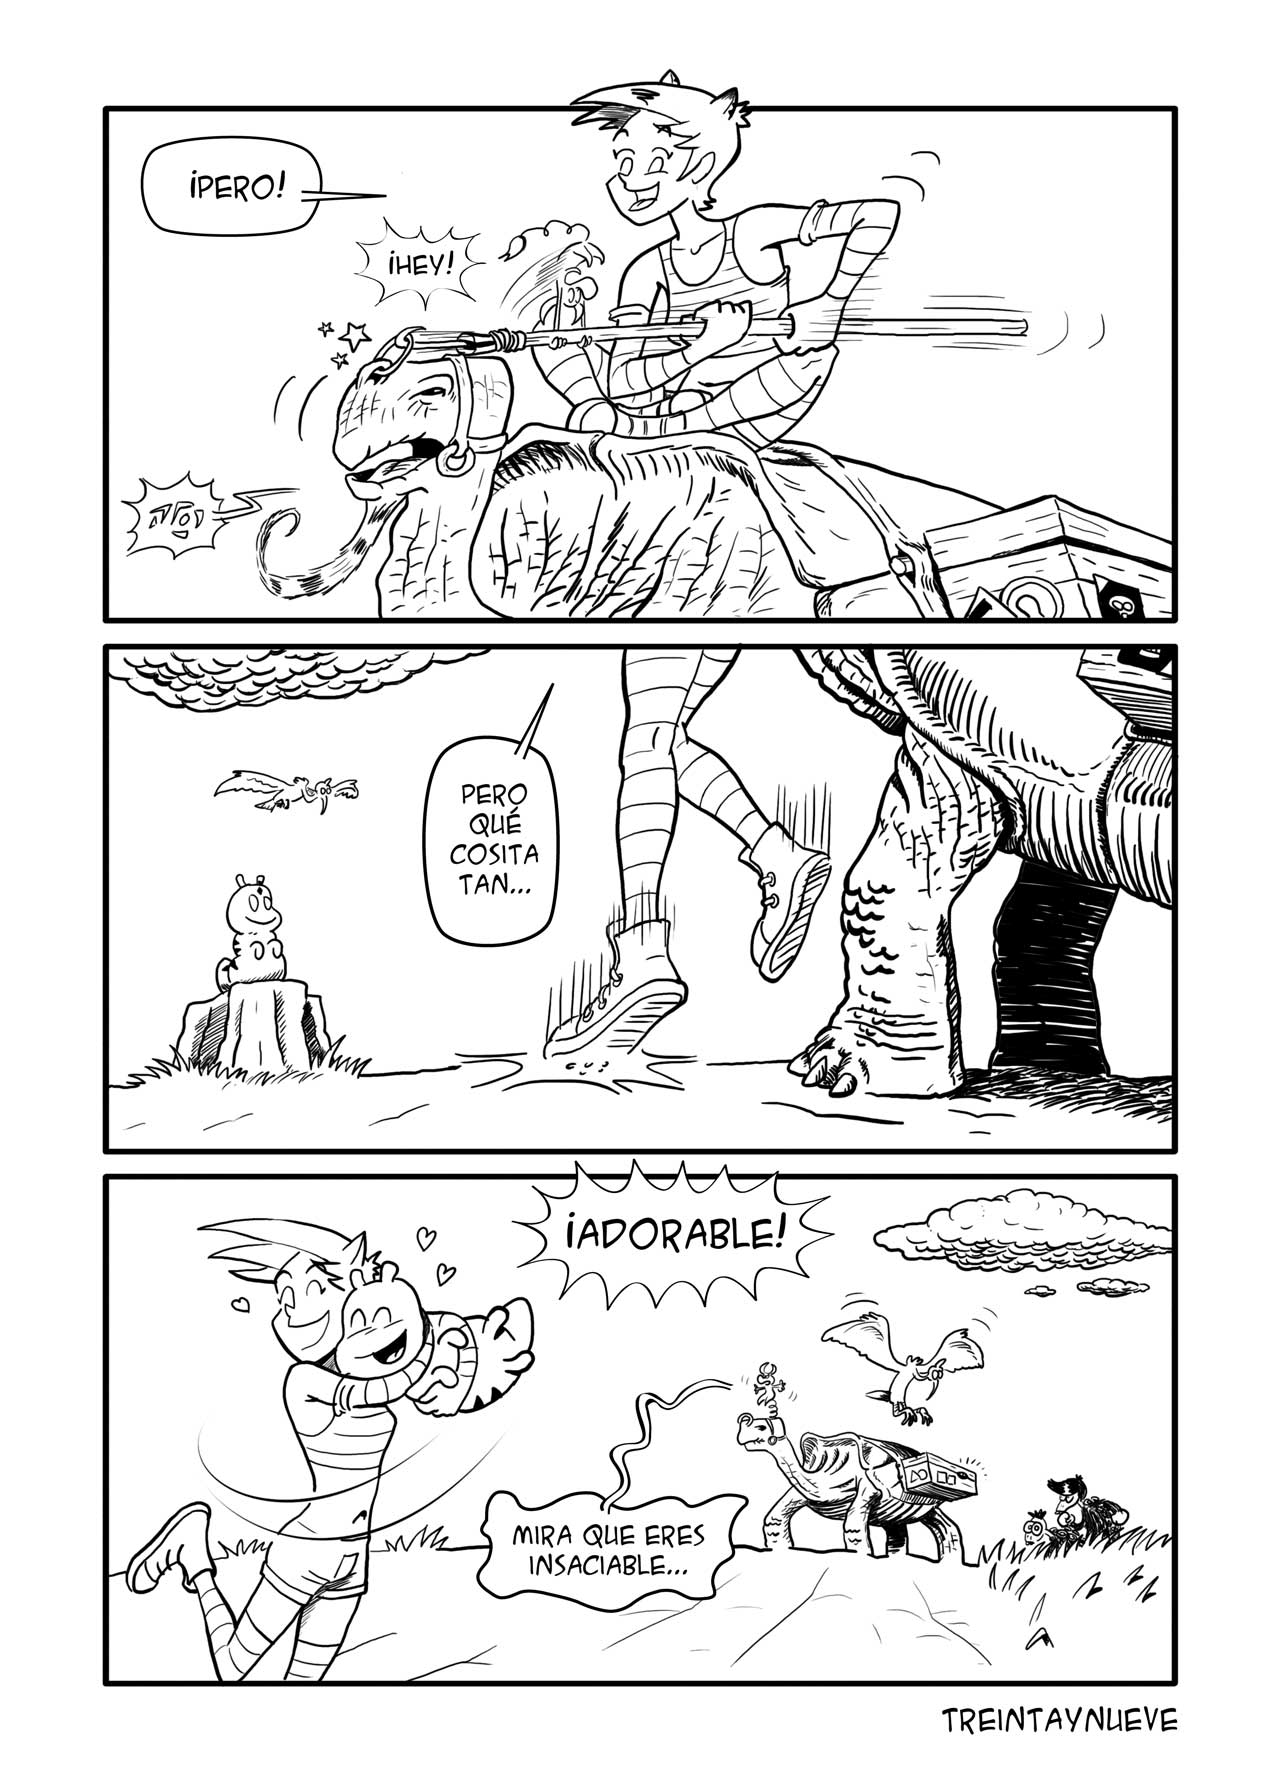 ¡PERO!
¡HEY!
PERO
QUÉ
COSITA
TAN...
¡ADORABLE!
MIRA QUE ERES
INSACIABLE...
TREINTAYNUEVE